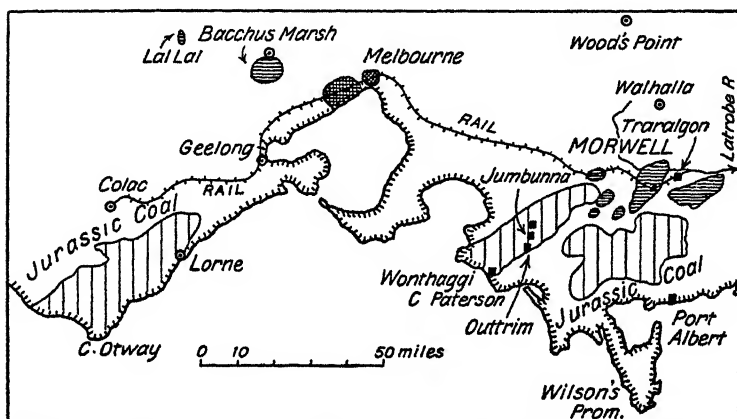 Lal Lal
Bacchus Marsh
Melbourne
Wood's Point
Walhalla
Latrobe R
Traralgon
MORWELL
RAIL
Geelong
Jumbunna
Colac
RAIL
Jurassic Coal
Lorne
Wonthaggi
C Paterson
Outtrim
Jurassic Coal
Port
Albert
C. Otway
0 10 50 miles
Wilson's
Prom.